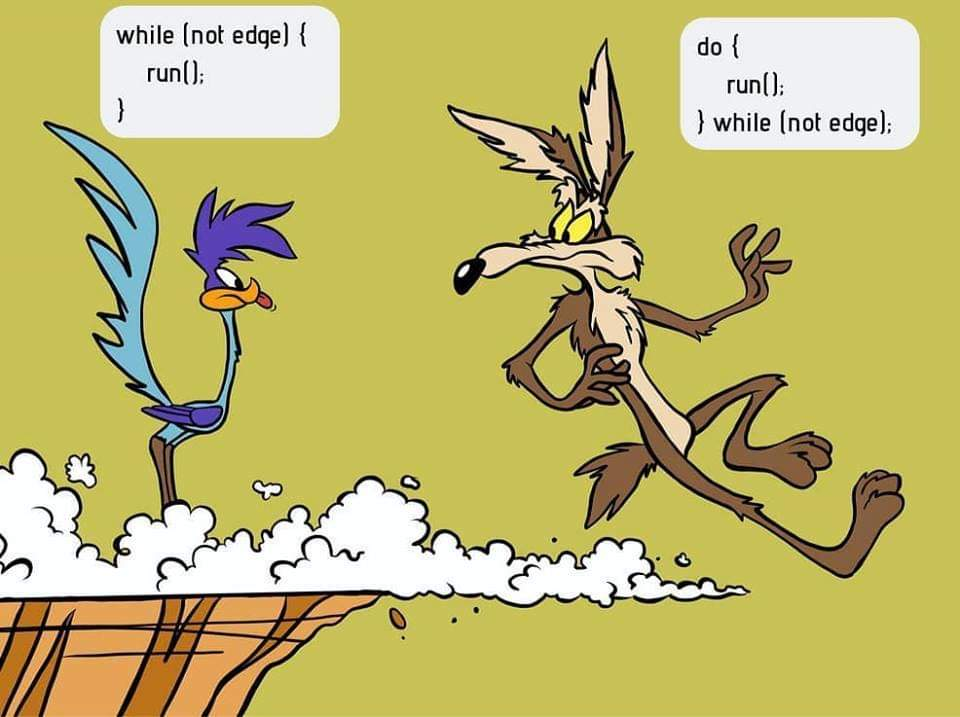 while (not edge) {
run();
}
do {
run();
} while (not edge);